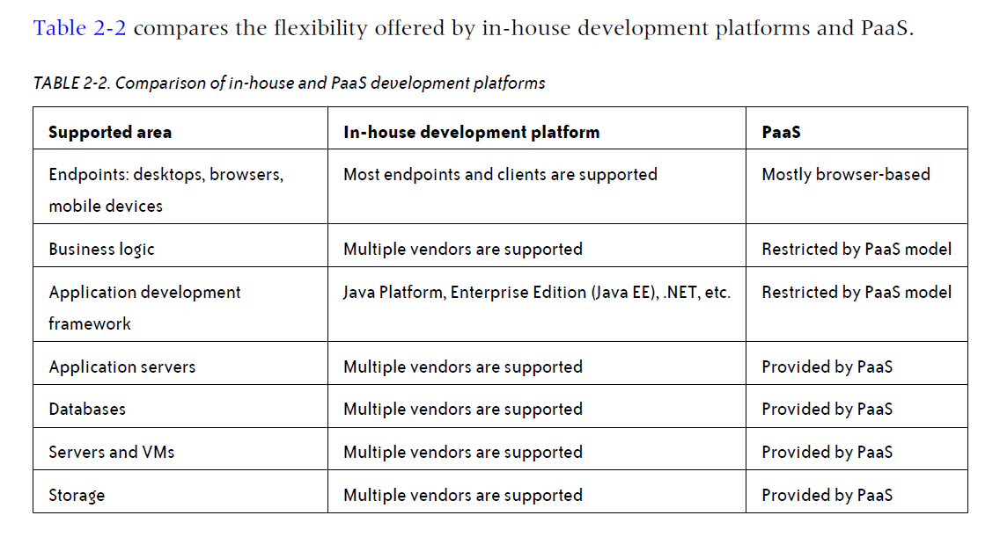 Table 2-2 compares the flexibility offered by in-house development platforms and PaaS.
TABLE 2-2. Comparison of in-house and PaaS development platforms
Supported area In-house development platform PaaS
Endpoints: desktops, browsers, Most endpoints and clients are supported Mostly browser-based
mobile devices
Business logic Multiple vendors are supported Restricted by PaaS model
Application development Java Platform, Enterprise Edition (Java EE), .NET, etc. Restricted by PaaS model
framework
Application servers Multiple vendors are supported Provided by PaaS
Databases Multiple vendors are supported Provided by PaaS
Servers and VMs Multiple vendors are supported Provided by PaaS
Storage Multiple vendors are supported Provided by PaaS